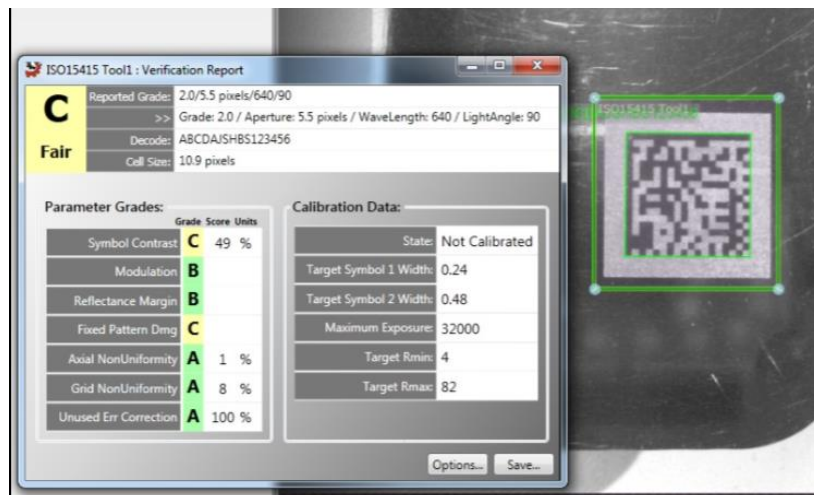 ISO15415 Tool1 : Verification Report
C
Fair
Reported Grade: 2.0/5.5 pixels/640/90
>> Grade: 2.0 / Aperture: 5.5 pixels / WaveLength: 640 / LightAngle: 90
Decode: ABCDAJSHBS123456
Cell Size: 10.9 pixels
Parameter Grades:
Grade Score Units
Symbol Contrast C 49 %
Modulation B
Reflectance Margin B
Fixed Pattern Dmg C
Axial NonUniformity A 1 %
Grid NonUniformity A 8 %
Unused Err Correction A 100 %
Calibration Data:
State: Not Calibrated
Target Symbol 1 Width: 0.24
Target Symbol 2 Width: 0.48
Maximum Exposure: 32000
Target Rmin: 4
Target Rmax: 82
Options...
Save...
ISO15415 Tool1